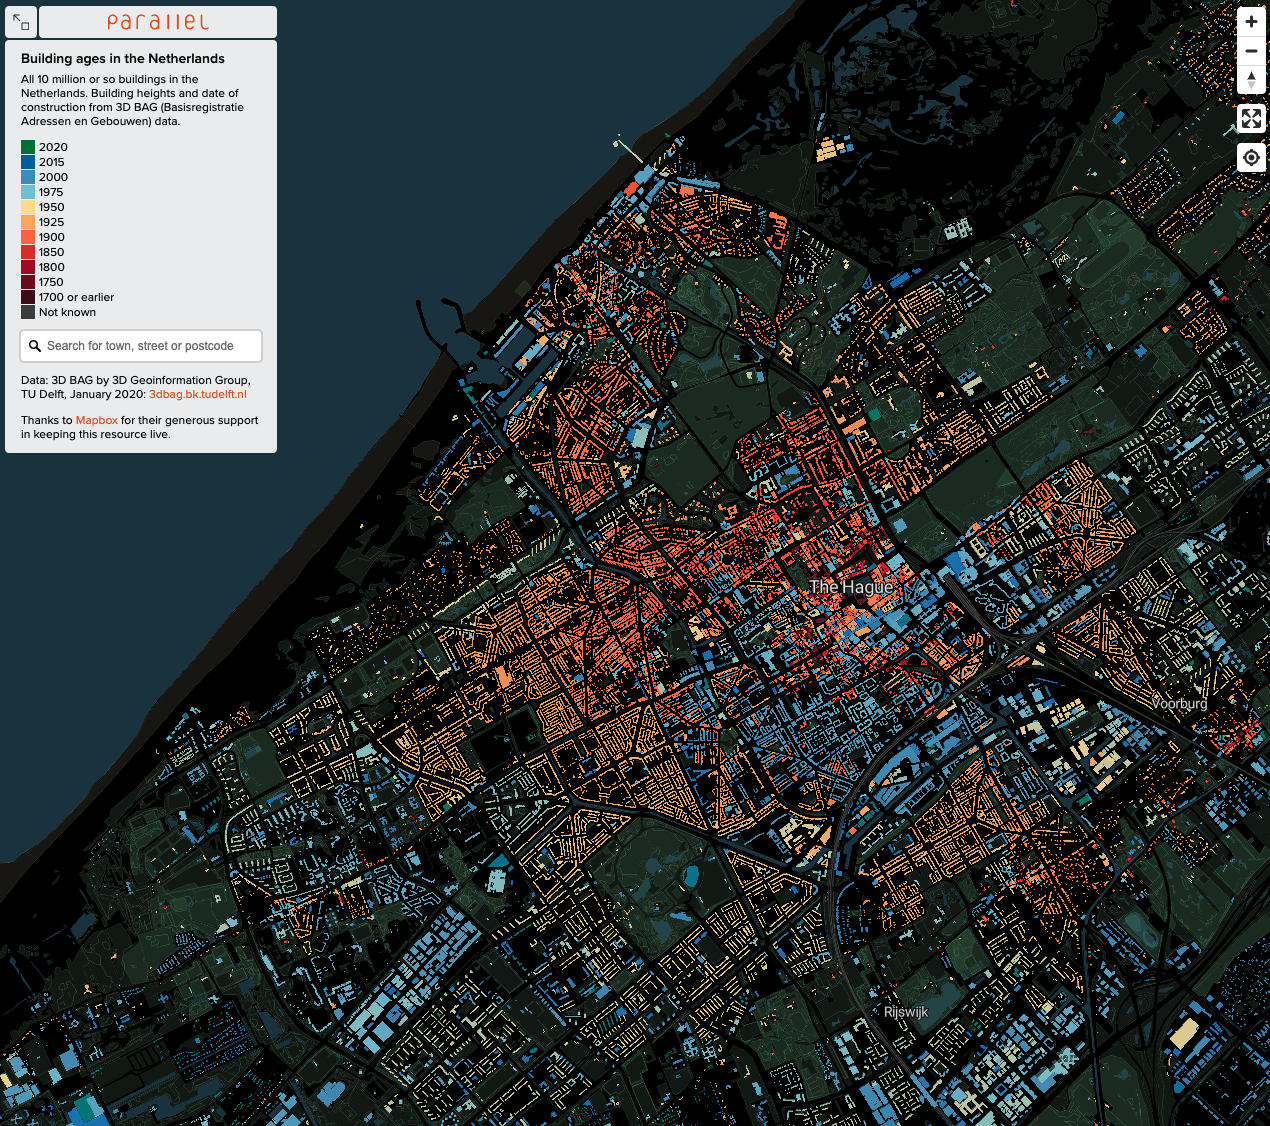 parallel
Building ages in the Netherlands
All 10 million or so buildings in the
Netherlands. Building heights and date of
construction from 3D BAG (Basisregistratie
Adressen en Gebouwen) data.
2020
2015
2000
1975
1950
1925
1900
1850
1800
1750
1700 or earlier
Not known
Search for town, street or postcode
Data: 3D BAG by 3D Geoinformation Group,
TU Delft, January 2020: 3dbag.bk.tudelft.nl
Thanks to Mapbox for their generous support
in keeping this resource live.
The Hague
Voorburg
Rijswijk